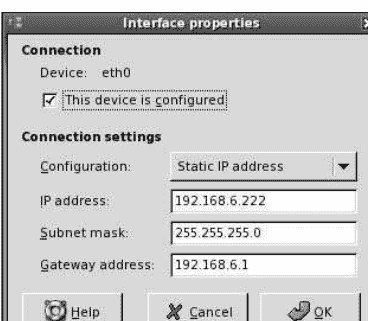 Interface properties
Connection
Device: eth0
This device is configured
Connection settings
Configuration: Static IP address
IP address: 192.168.6.222
Subnet mask: 255.255.255.0
Gateway address: 192.168.6.1
Help Cancel OK